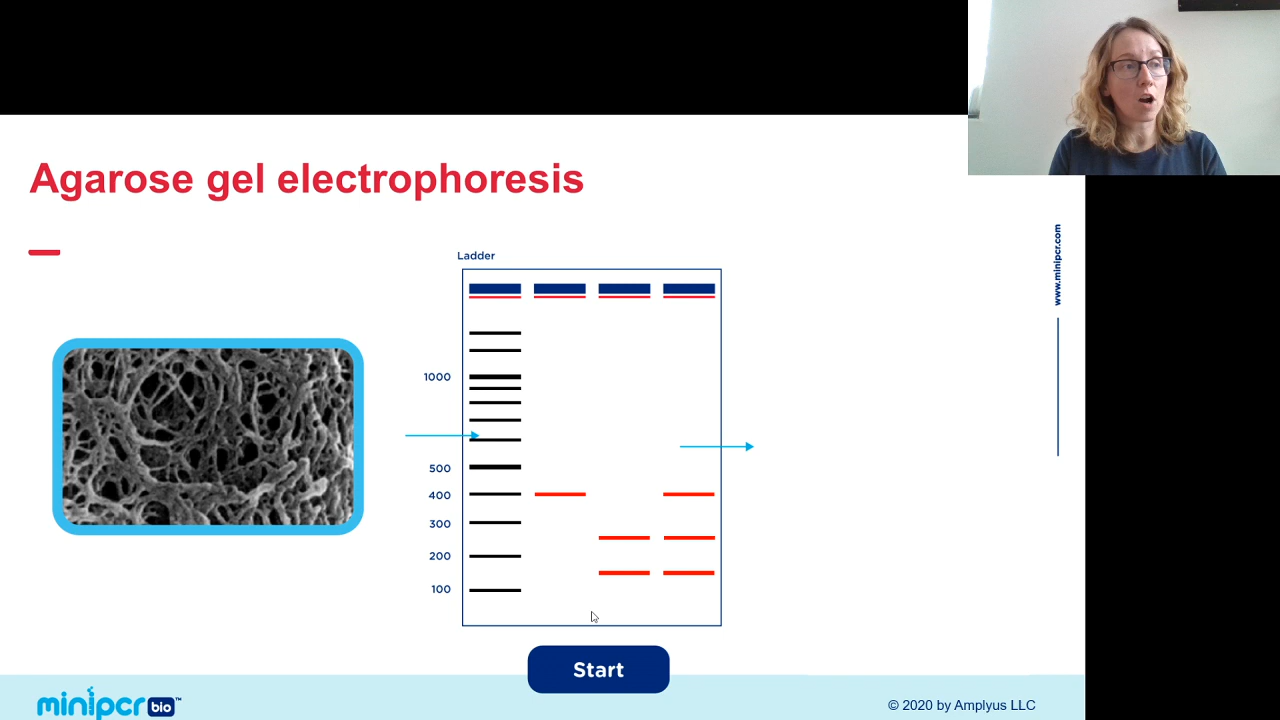 Agarose gel electrophoresis
www.minipcr.com
Ladder
1000
500
400
300
200
100
Start
minipcr bio™
© 2020 by Amplyus LLC